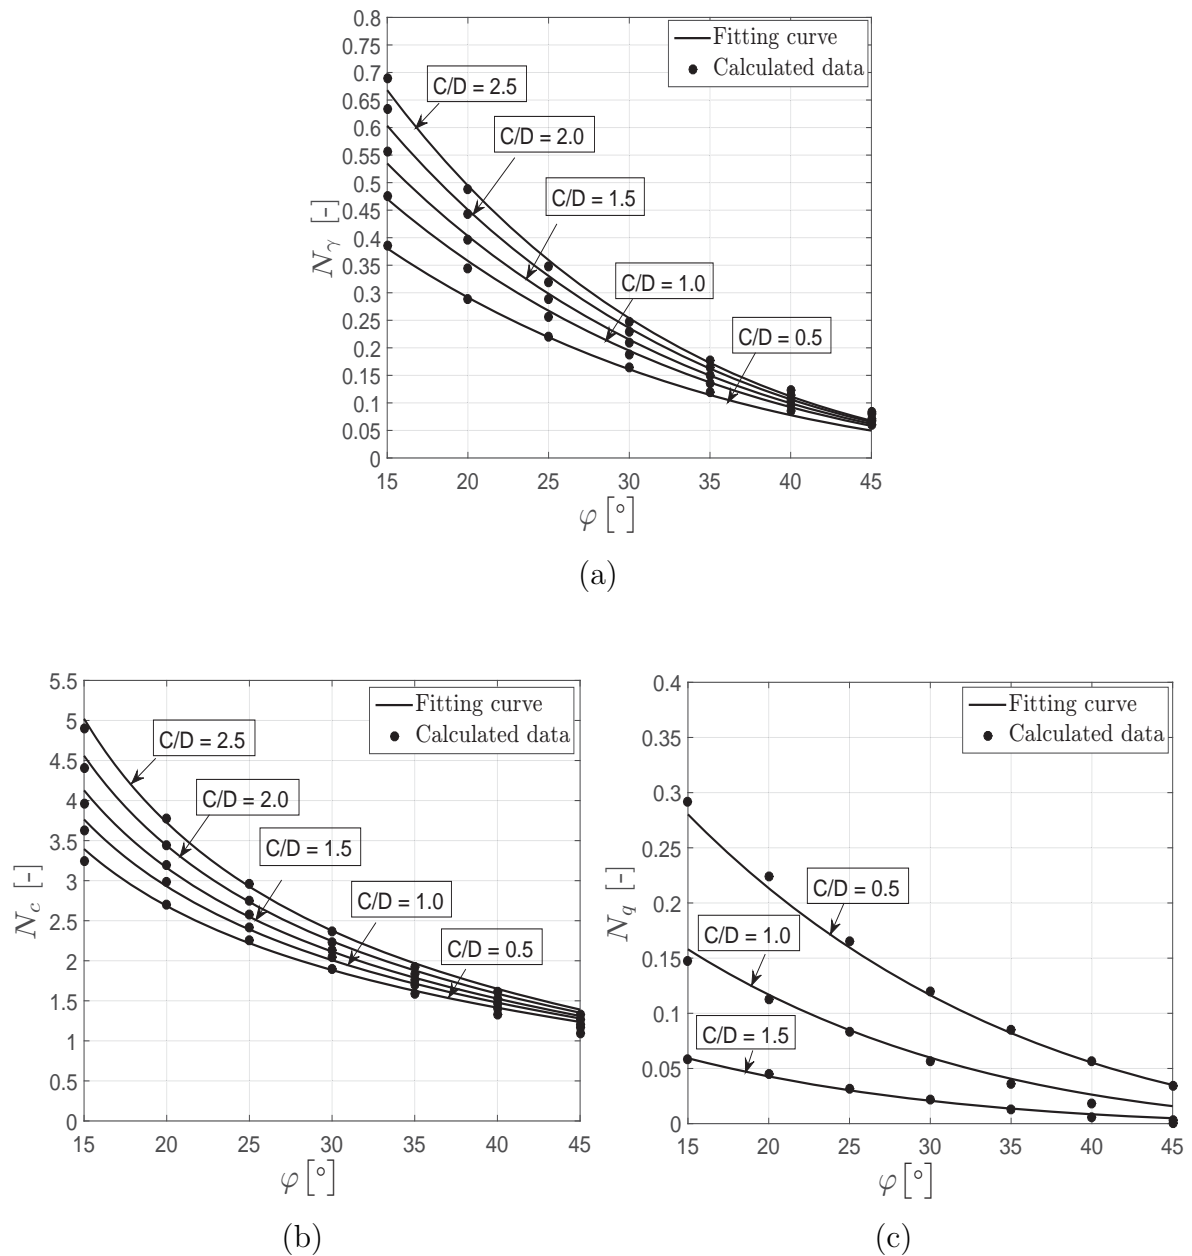 0.8
0.75
0.7
0.65
0.6
0.55
0.5
0.45
0.4
0.35
0.3
0.25
0.2
0.15
0.1
0.05
0
N_γ [-]
Fitting curve
Calculated data
C/D = 2.5
C/D = 2.0
C/D = 1.5
C/D = 1.0
C/D = 0.5
15 20 25 30 35 40 45
φ [°]
(a)
5.5
5
4.5
4
3.5
3
2.5
2
1.5
1
0.5
0
N_c [-]
Fitting curve
Calculated data
C/D = 2.5
C/D = 2.0
C/D = 1.5
C/D = 1.0
C/D = 0.5
15 20 25 30 35 40 45
φ [°]
(b)
0.4
0.35
0.3
0.25
0.2
0.15
0.1
0.05
0
N_q [-]
Fitting curve
Calculated data
C/D = 0.5
C/D = 1.0
C/D = 1.5
15 20 25 30 35 40 45
φ [°]
(c)